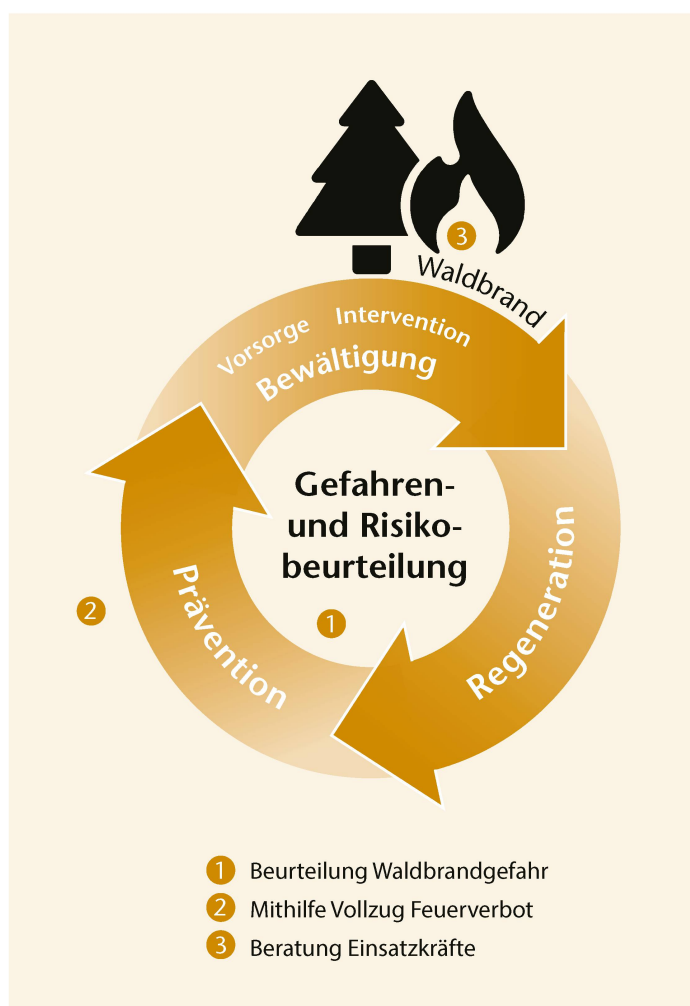 3
Waldbrand
Vorsorge Intervention
Bewältigung
Gefahren-
und Risiko-
beurteilung
Regeneration
Prävention
2
1
1 Beurteilung Waldbrandgefahr
2 Mithilfe Vollzug Feuerverbot
3 Beratung Einsatzkräfte